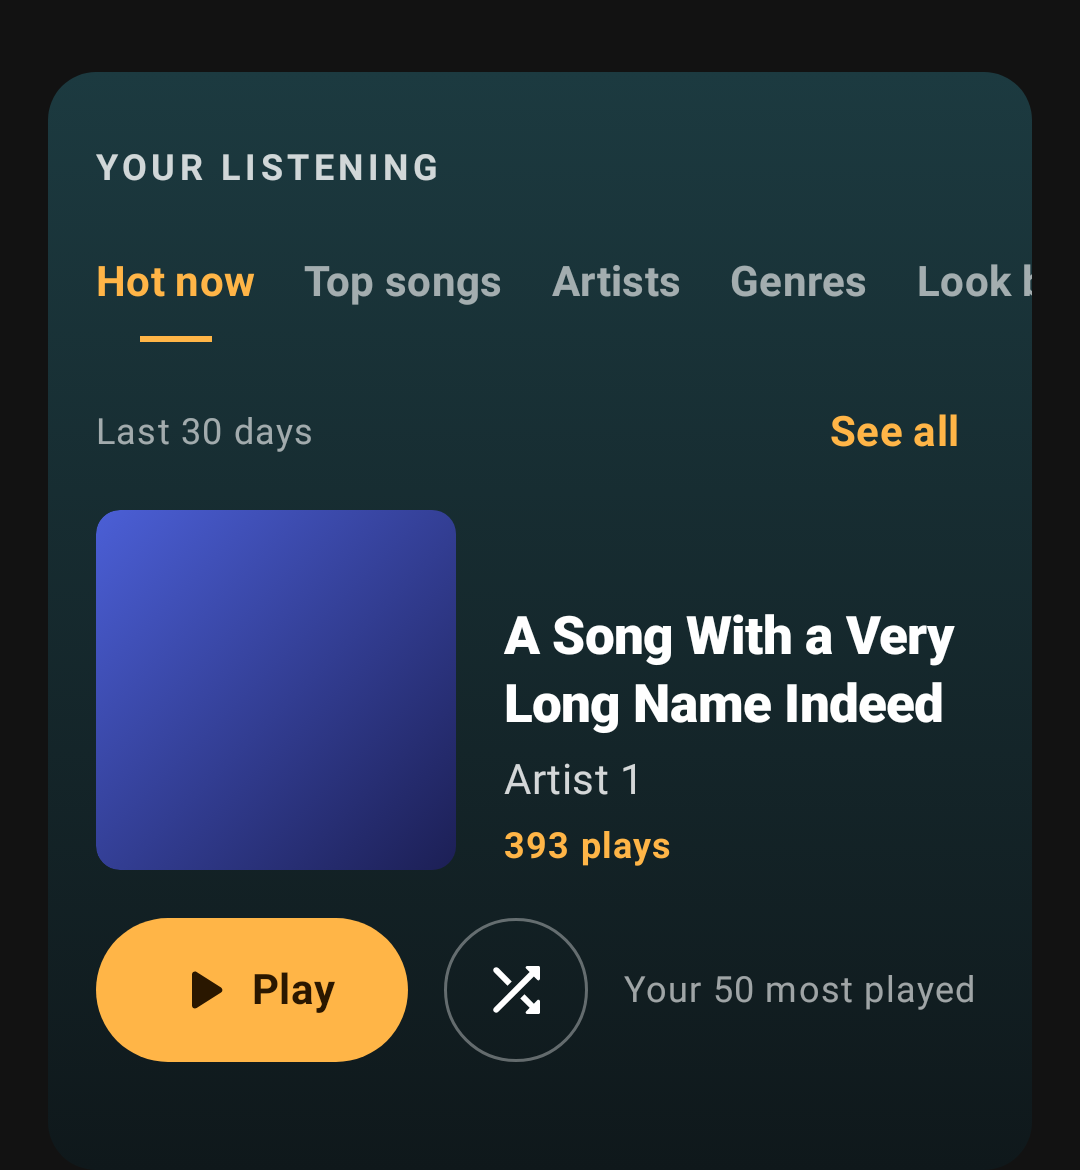 YOUR LISTENING
Hot now Top songs Artists Genres Look
Last 30 days See all
A Song With a Very
Long Name Indeed
Artist 1
393 plays
Play Your 50 most played